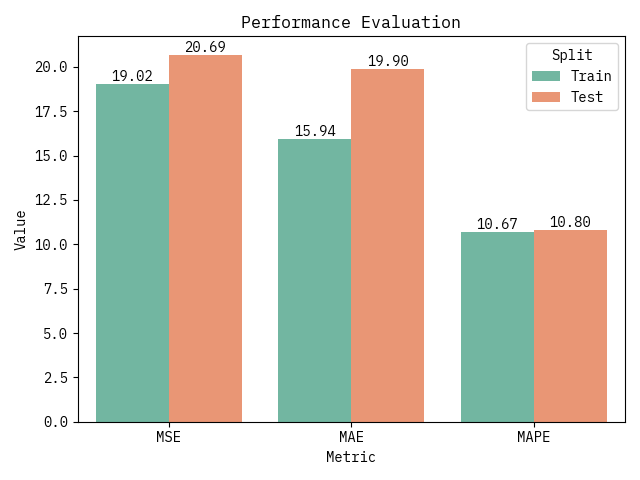 Performance Evaluation
20.69
19.02
19.90
15.94
10.67
10.80
Split
Train
Test
Value
20.0
17.5
15.0
12.5
10.0
7.5
5.0
2.5
0.0
MSE
MAE
MAPE
Metric